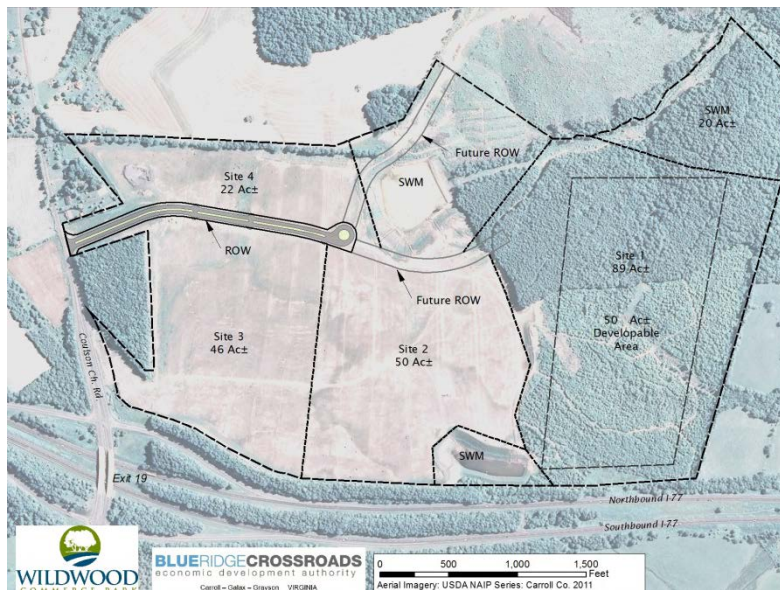 SWM
20 Ac±
Future ROW
Site 4
22 Ac±
SWM
ROW
Site 1
89 Ac±
Future ROW
50 Ac±
Developable
Area
Site 3
46 Ac±
Site 2
50 Ac±
Coulson Ch. Rd.
SWM
Exit 19
Northbound I-77
Southbound I-77
WILDWOOD
COMMERCE PARK
BLUERIDGECROSSROADS
economic development authority
Carroll – Galax – Grayson VIRGINIA
0 500 1,000 1,500
Feet
Aerial Imagery: USDA NAIP Series: Carroll Co. 2011